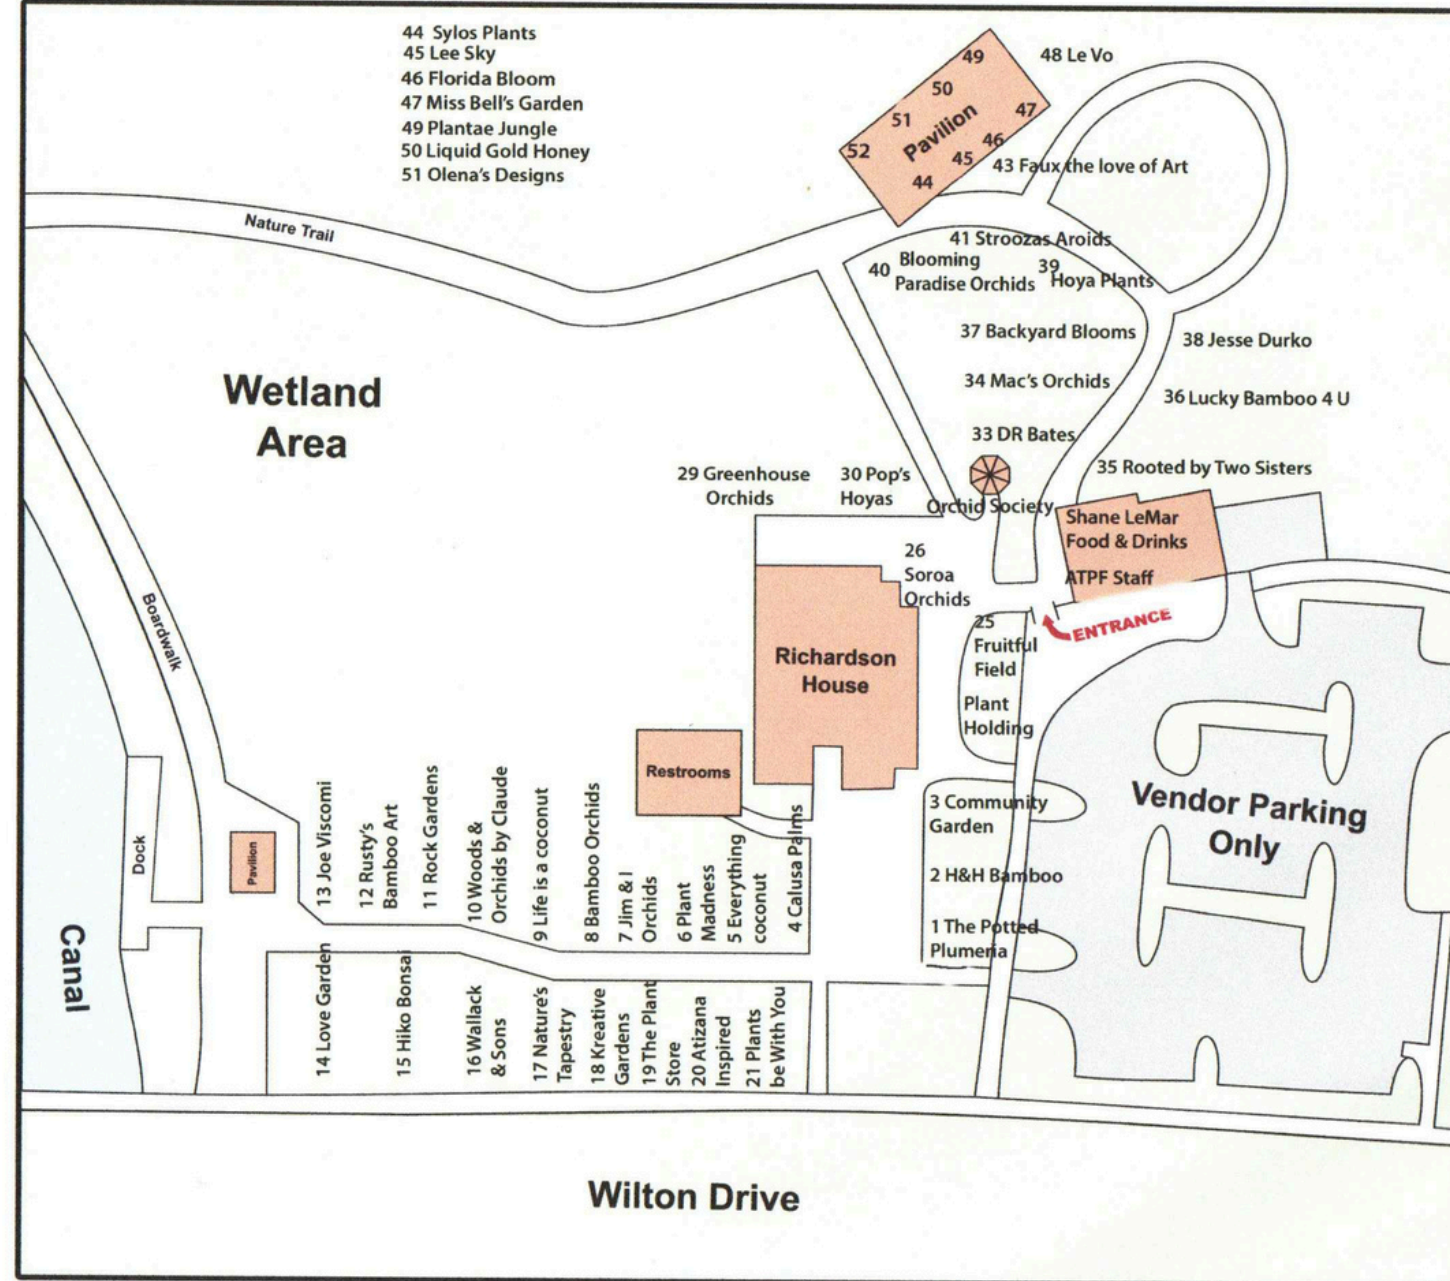 44 Sylos Plants
45 Lee Sky
46 Florida Bloom
47 Miss Bell's Garden
49 Plantae Jungle
50 Liquid Gold Honey
51 Olena's Designs
49
50
51
52
Pavilion
47
46
45
44
48 Le Vo
43 Faux the love of Art
Nature Trail
41 Stroozas Aroids
40 Blooming
Paradise Orchids
39
Hoya Plants
37 Backyard Blooms
38 Jesse Durko
34 Mac's Orchids
36 Lucky Bamboo 4 U
33 DR Bates
35 Rooted by Two Sisters
Wetland
Area
29 Greenhouse
Orchids
30 Pop's
Hoyas
Orchid Society
Shane LeMar
Food & Drinks
ATPF Staff
26
Soroa
Orchids
ENTRANCE
25
Fruitful
Field
Plant
Holding
Richardson
House
Restrooms
Boardwalk
Dock
Pavilion
Canal
13 Joe Viscomi
12 Rusty's
Bamboo Art
11 Rock Gardens
10 Woods &
Orchids by Claude
9 Life is a coconut
8 Bamboo Orchids
7 Jim & I
Orchids
6 Plant
Madness
5 Everything
coconut
4 Calusa Palms
3 Community
Garden
2 H&H Bamboo
1 The Potted
Plumeria
Vendor Parking
Only
14 Love Garden
15 Hiko Bonsai
16 Wallack
& Sons
17 Nature's
Tapestry
18 Kreative
Gardens
19 The Plant
Store
20 Atizana
Inspired
21 Plants
be With You
Wilton Drive